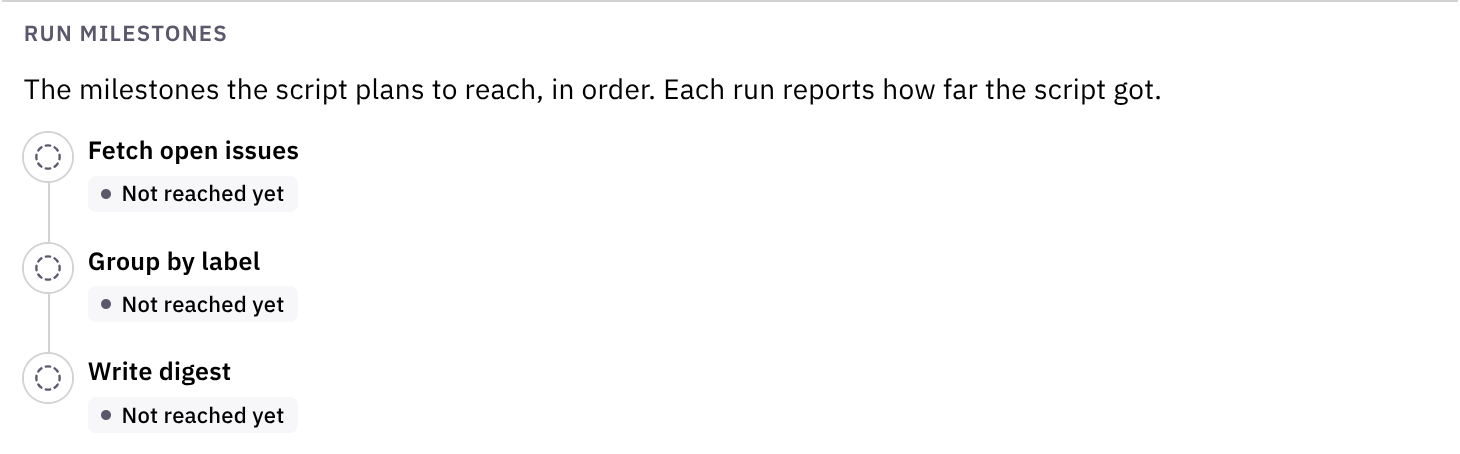 RUN MILESTONES
The milestones the script plans to reach, in order. Each run reports how far the script got.
Fetch open issues
Not reached yet
Group by label
Not reached yet
Write digest
Not reached yet